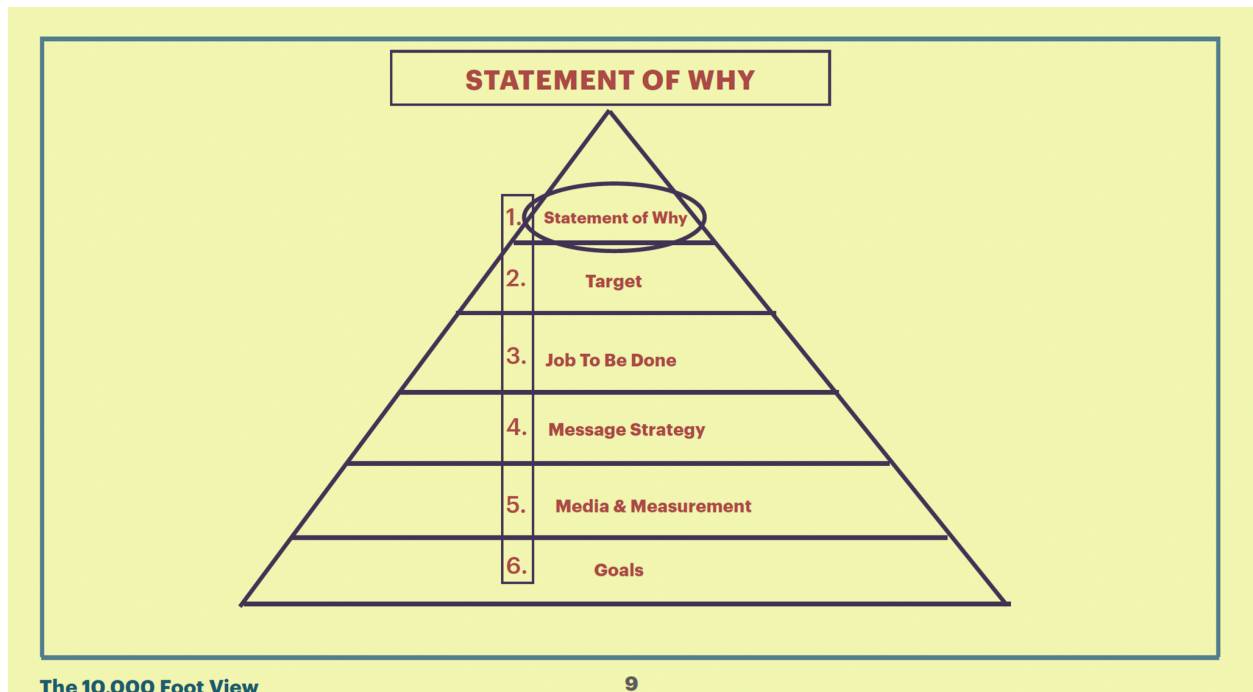 STATEMENT OF WHY
1. Statement of Why
2. Target
3. Job To Be Done
4. Message Strategy
5. Media & Measurement
6. Goals
The 10,000 Foot View
9